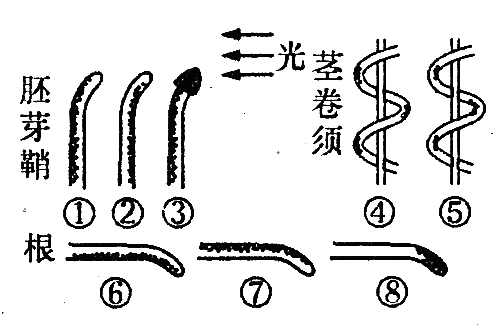 光
胚芽鞘
茎卷须
① ② ③ ④ ⑤
根
⑥ ⑦ ⑧